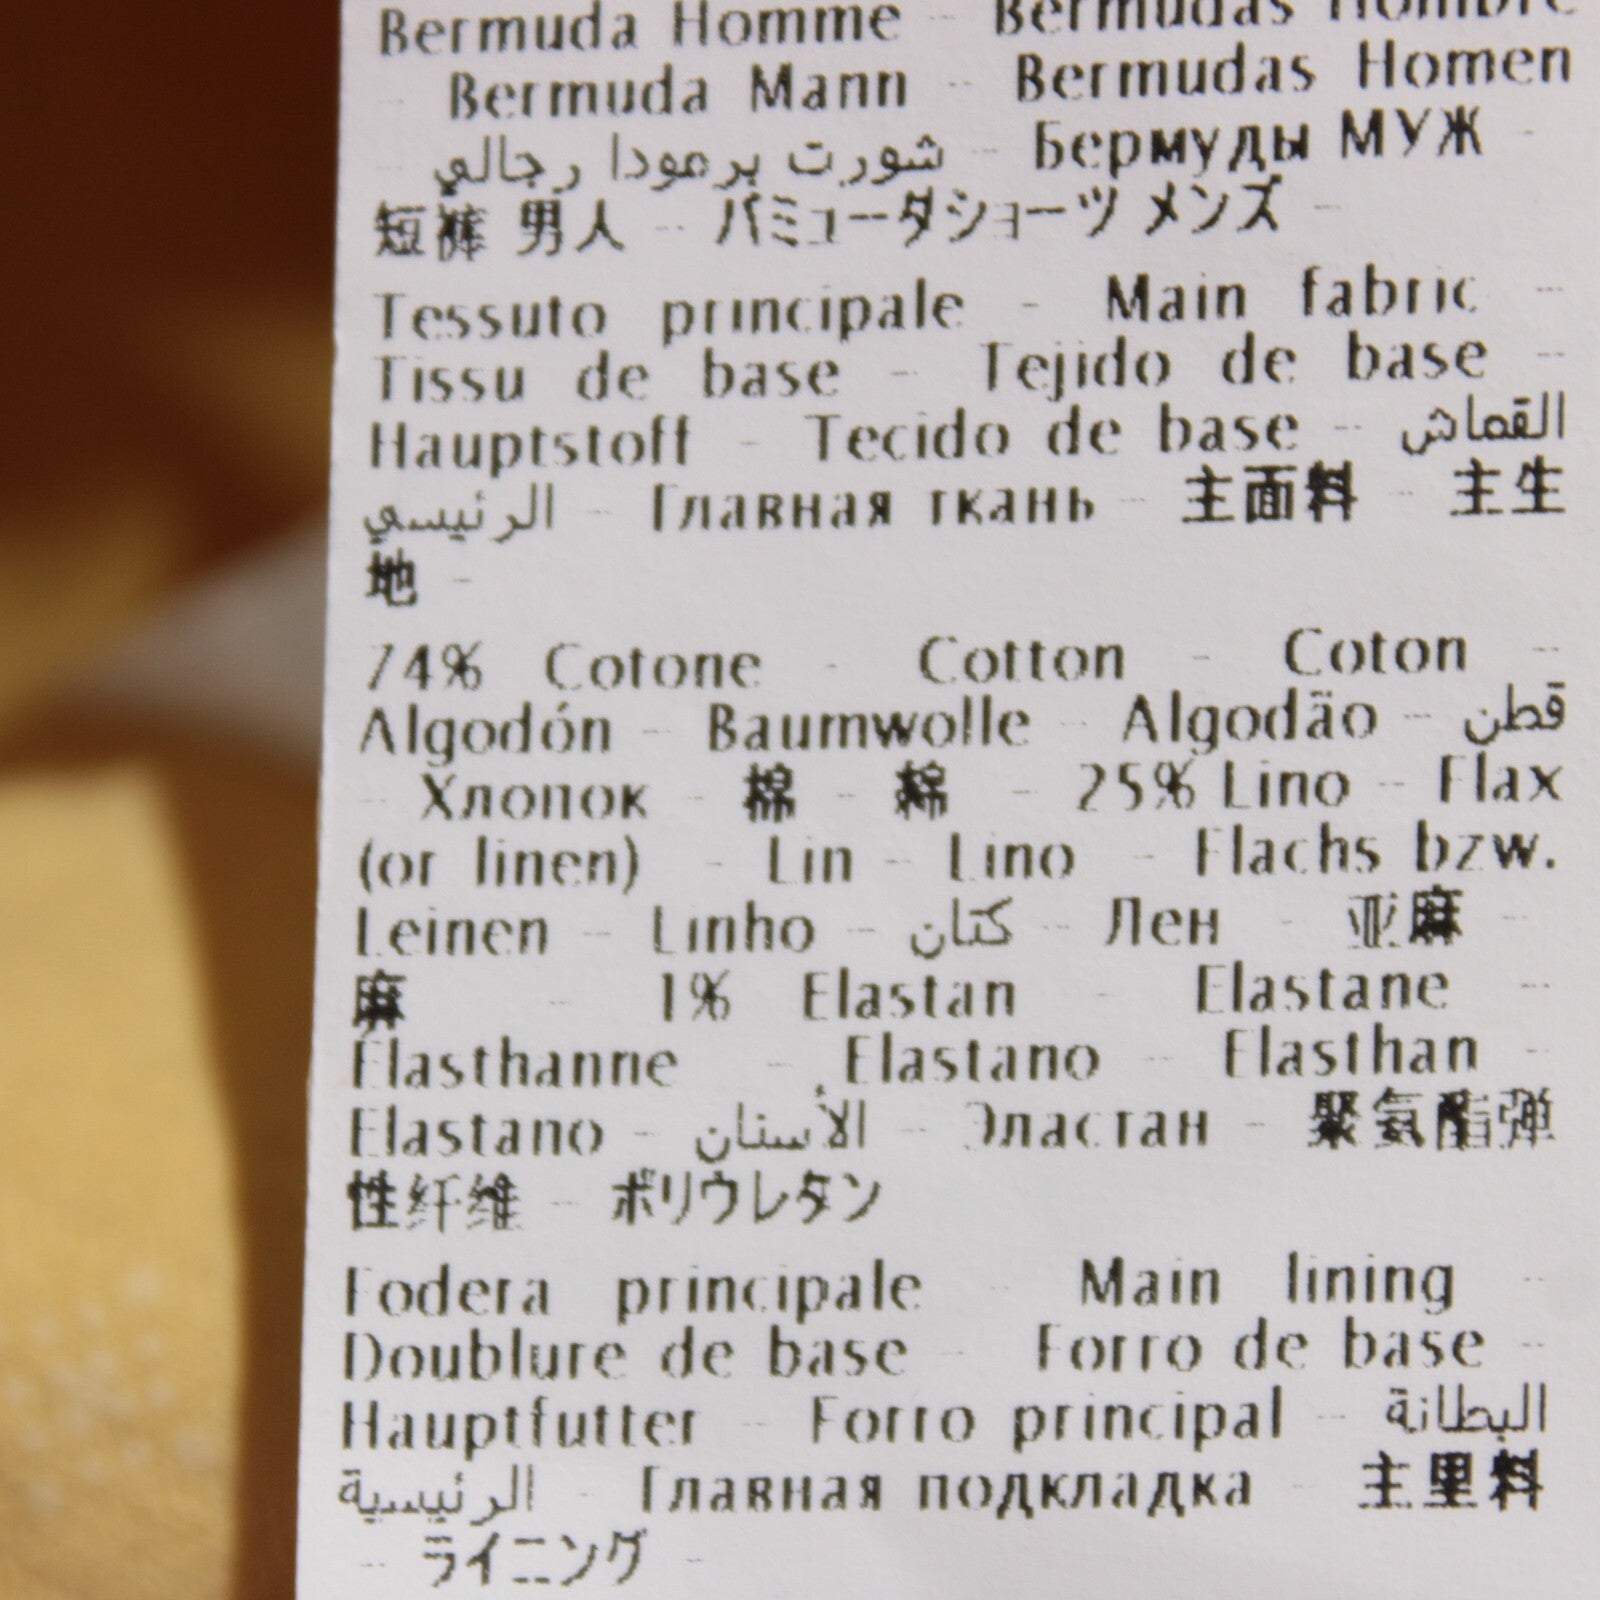 Bermuda Homme - Bermudas Hombre
- Bermuda Mann - Bermudas Homen
- شورت برمودا رجالي - Бермуды МУЖ -
短裤 男人 - バミューダショーツ メンズ -
Tessuto principale - Main fabric -
Tissu de base - Tejido de base -
Hauptstoff - Tecido de base - القماش
الرئيسي - Главная ткань - 主面料 - 主生
地 -
74% Cotone - Cotton - Coton -
Algodón - Baumwolle - Algodão - قطن
- Хлопок - 棉 - 綿 - 25% Lino - Flax
(or linen) - Lin - Lino - Flachs bzw.
Leinen - Linho - كتان - Лен - 亚麻 -
麻 - 1% Elastan - Elastane -
Elasthanne - Elastano - Elasthan -
Elastano - الأسنان - Эластан - 聚氨酯弹
性纤维 - ポリウレタン
Fodera principale - Main lining -
Doublure de base - Forro de base -
Hauptfutter - Forro principal - البطانة
الرئيسية - Главная подкладка - 主里料
- ライニング -